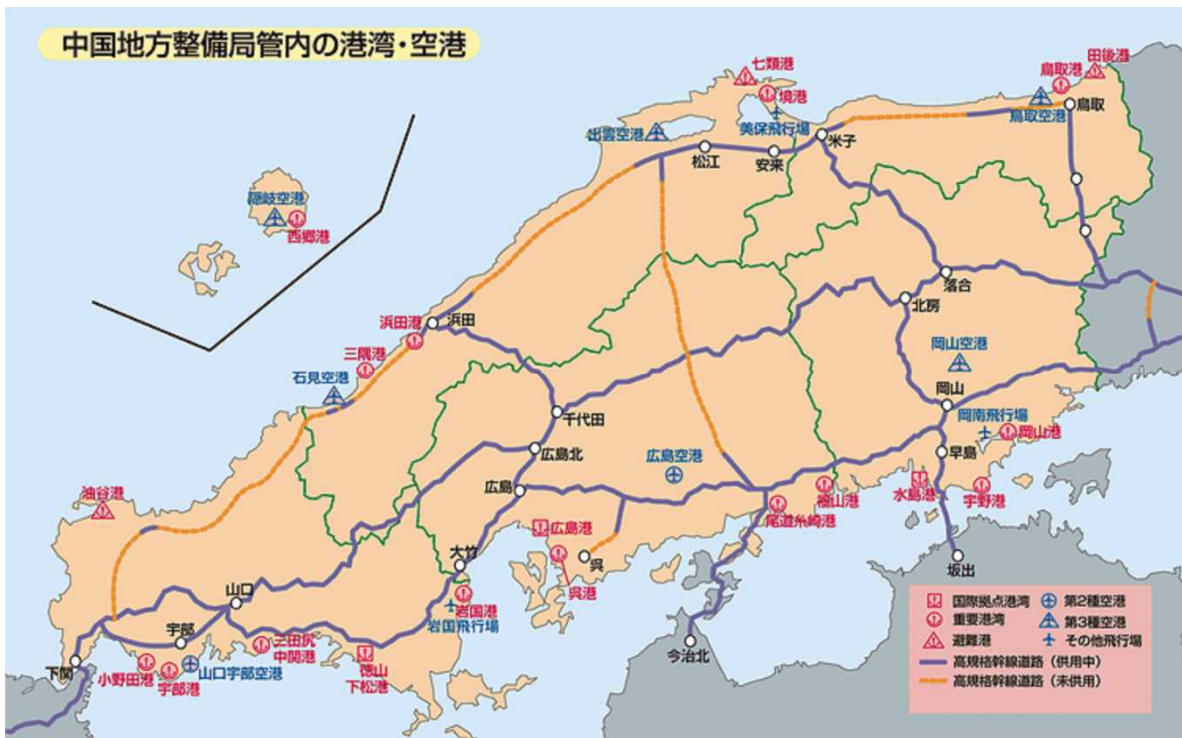 中国地方整備局管内の港湾・空港
七類港
田後港
鳥取港
境港
鳥取
出雲空港
美保飛行場
鳥取空港
米子
松江
安来
隠岐空港
西郷港
落合
北房
浜田港
浜田
三隅港
岡山空港
石見空港
岡山
千代田
岡南飛行場
岡山港
広島北
早島
広島空港
広島
油谷港
福山港
水島港
宇野港
尾道糸崎港
広島港
大竹
呉
坂出
呉港
山口
岩国港
岩国飛行場
宇部
三田尻
中関港
徳山
下松港
今治北
下関
小野田港
宇部港
山口宇部空港
国際拠点港湾
第2種空港
重要港湾
第3種空港
避難港
その他飛行場
高規格幹線道路（供用中）
高規格幹線道路（未供用）